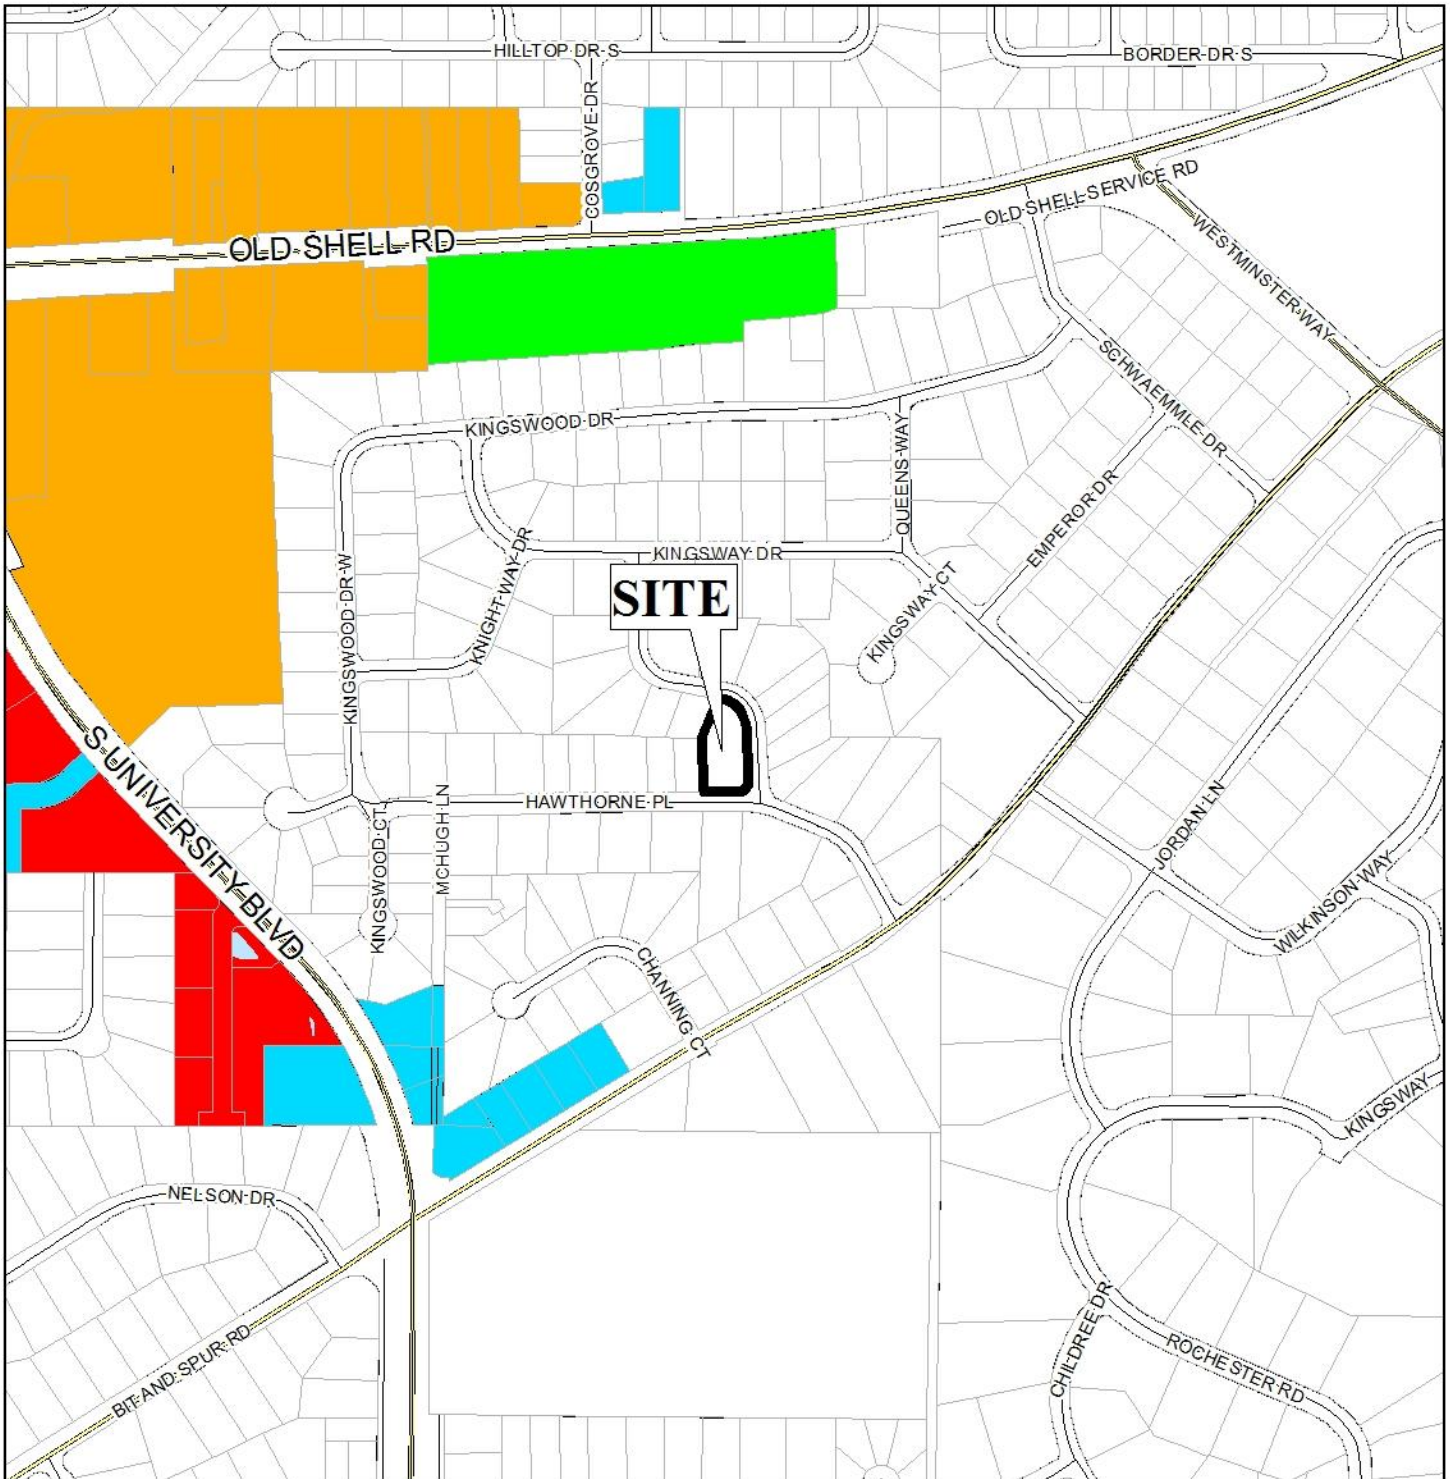 HILLTOP DR S
BORDER DR S
COSGROVE DR
OLD SHELL RD
OLD SHELL SERVICE RD
WESTMINSTER WAY
SCHWAEMMLE DR
KINGSWOOD DR
QUEENS WAY
EMPEROR DR
KINGSWAY DR
KNIGHT WAY DR
KINGSWOOD DR W
SITE
KINGSWAY CT
S UNIVERSITY BLVD
HAWTHORNE PL
MCHUGH LN
KINGSWOOD CT
JORDAN LN
WILKINSON WAY
CHANNING CT
KINGSWAY
NELSON DR
BIT AND SPUR RD
CHILDREE DR
ROCHESTER RD